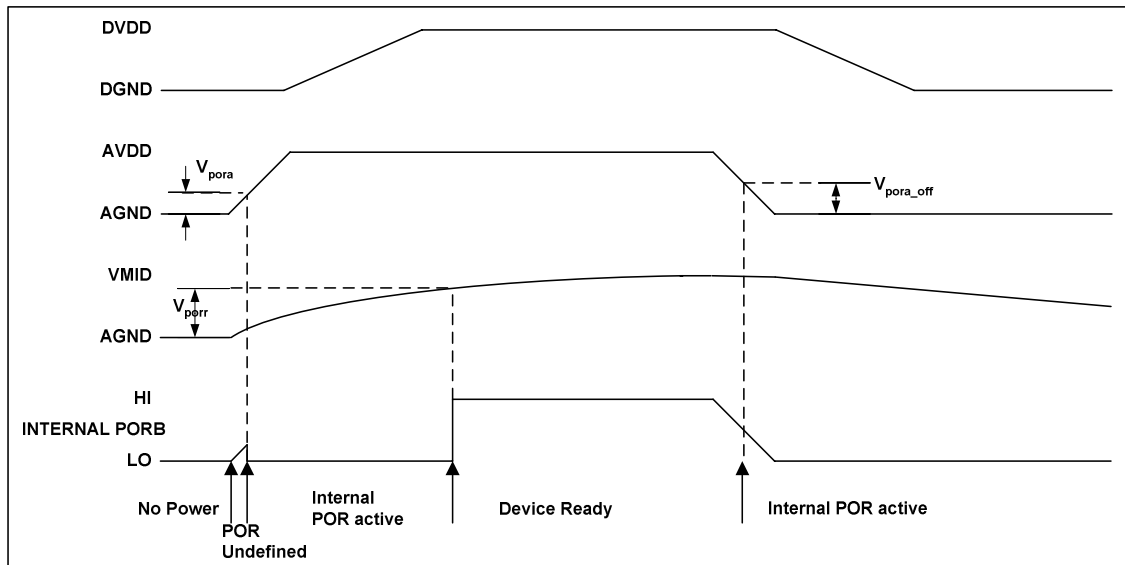 DVDD
DGND
AVDD
Vpora
Vpora_off
AGND
VMID
Vporr
AGND
HI
INTERNAL PORB
LO
No Power
POR
Undefined
Internal
POR active
Device Ready
Internal POR active